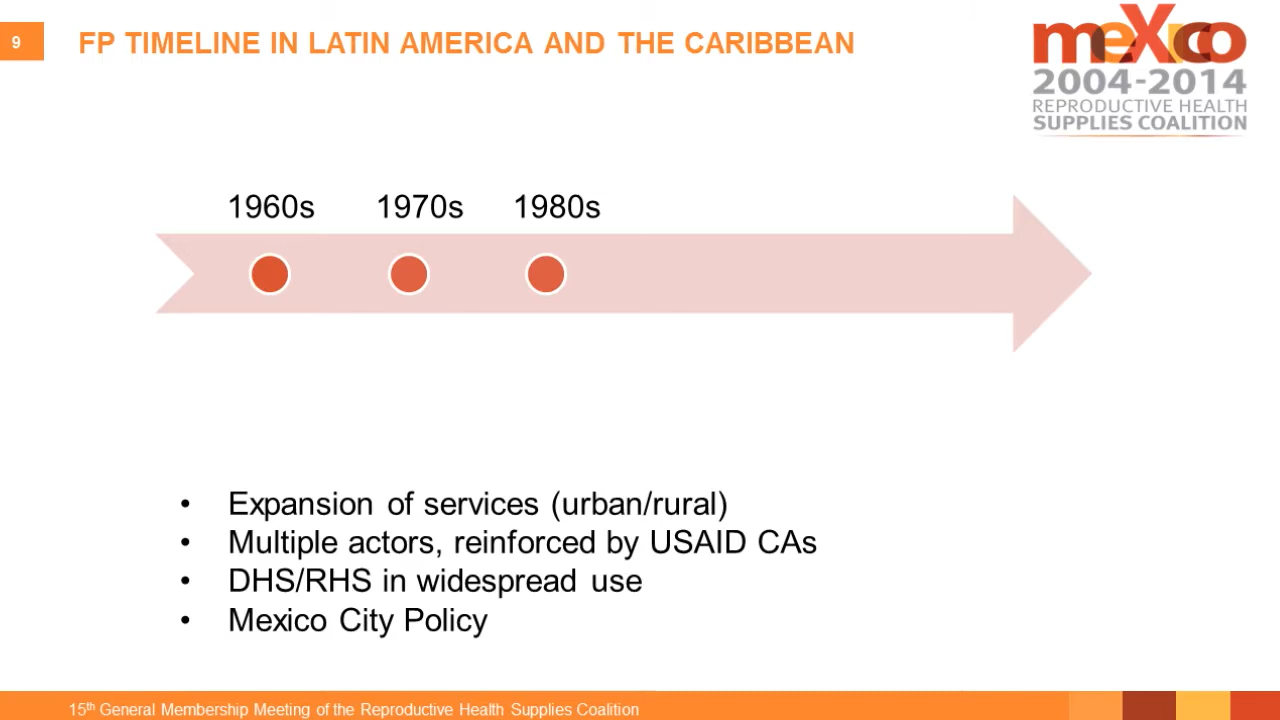 9
FP TIMELINE IN LATIN AMERICA AND THE CARIBBEAN
meXico
2004-2014
REPRODUCTIVE HEALTH
SUPPLIES COALITION
1960s 1970s 1980s
• Expansion of services (urban/rural)
• Multiple actors, reinforced by USAID CAs
• DHS/RHS in widespread use
• Mexico City Policy
15th General Membership Meeting of the Reproductive Health Supplies Coalition